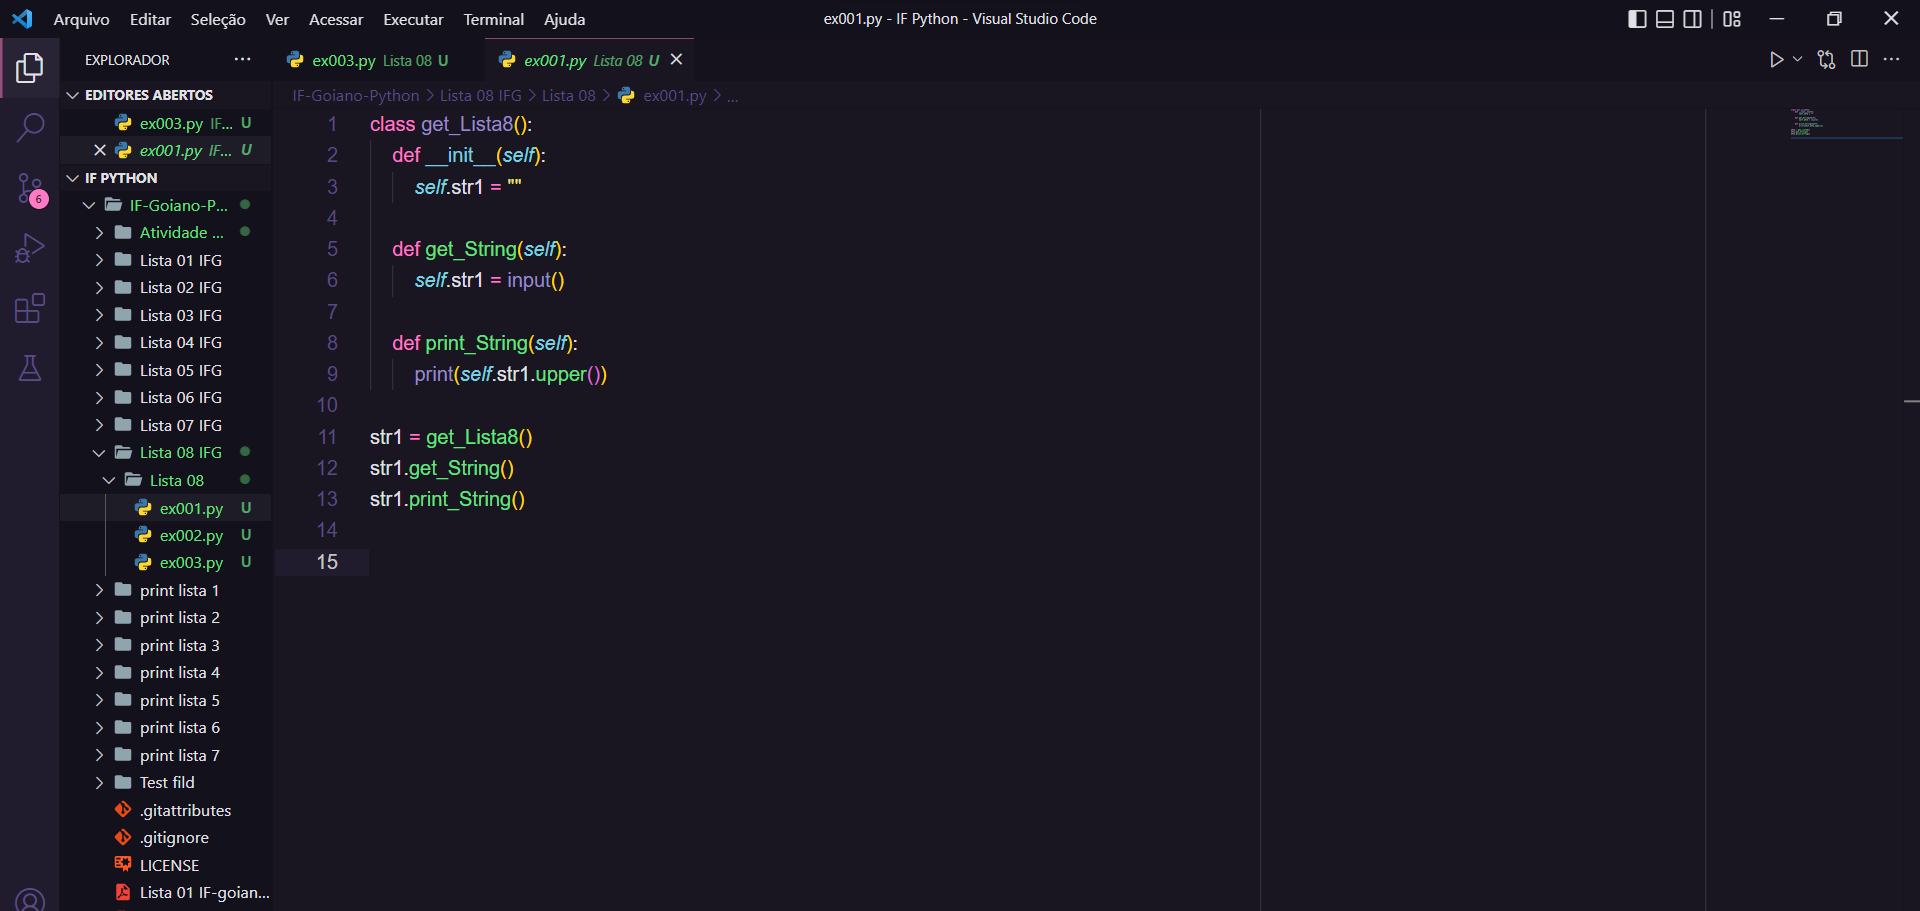 Arquivo Editar Seleção Ver Acessar Executar Terminal Ajuda
ex001.py - IF Python - Visual Studio Code
EXPLORADOR ...
ex003.py Lista 08 U
ex001.py Lista 08 U
EDITORES ABERTOS
ex003.py IF... U
ex001.py IF... U
IF PYTHON
IF-Goiano-P...
Atividade ...
Lista 01 IFG
Lista 02 IFG
Lista 03 IFG
Lista 04 IFG
Lista 05 IFG
Lista 06 IFG
Lista 07 IFG
Lista 08 IFG
Lista 08
ex001.py U
ex002.py U
ex003.py U
print lista 1
print lista 2
print lista 3
print lista 4
print lista 5
print lista 6
print lista 7
Test fild
.gitattributes
.gitignore
LICENSE
Lista 01 IF-goian...
6
IF-Goiano-Python > Lista 08 IFG > Lista 08 > ex001.py > ...
1 class get_Lista8():
2     def __init__(self):
3         self.str1 = ""
4
5     def get_String(self):
6         self.str1 = input()
7
8     def print_String(self):
9         print(self.str1.upper())
10
11 str1 = get_Lista8()
12 str1.get_String()
13 str1.print_String()
14
15